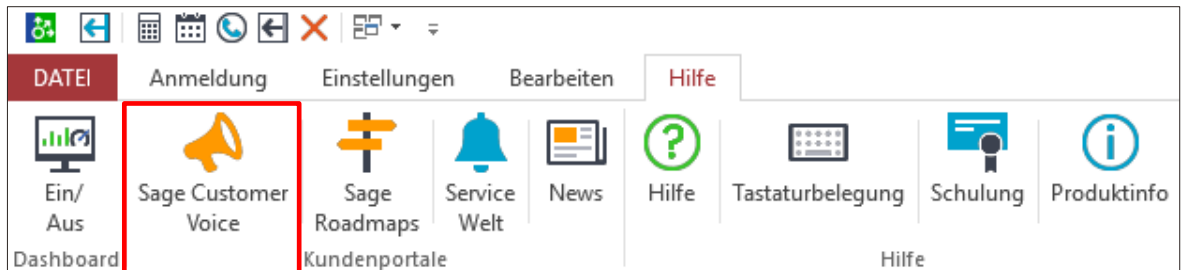 DATEI Anmeldung Einstellungen Bearbeiten Hilfe
Ein/ Sage Customer Sage Service News Hilfe Tastaturbelegung Schulung Produktinfo
Aus Voice Roadmaps Welt
Dashboard Kundenportale Hilfe